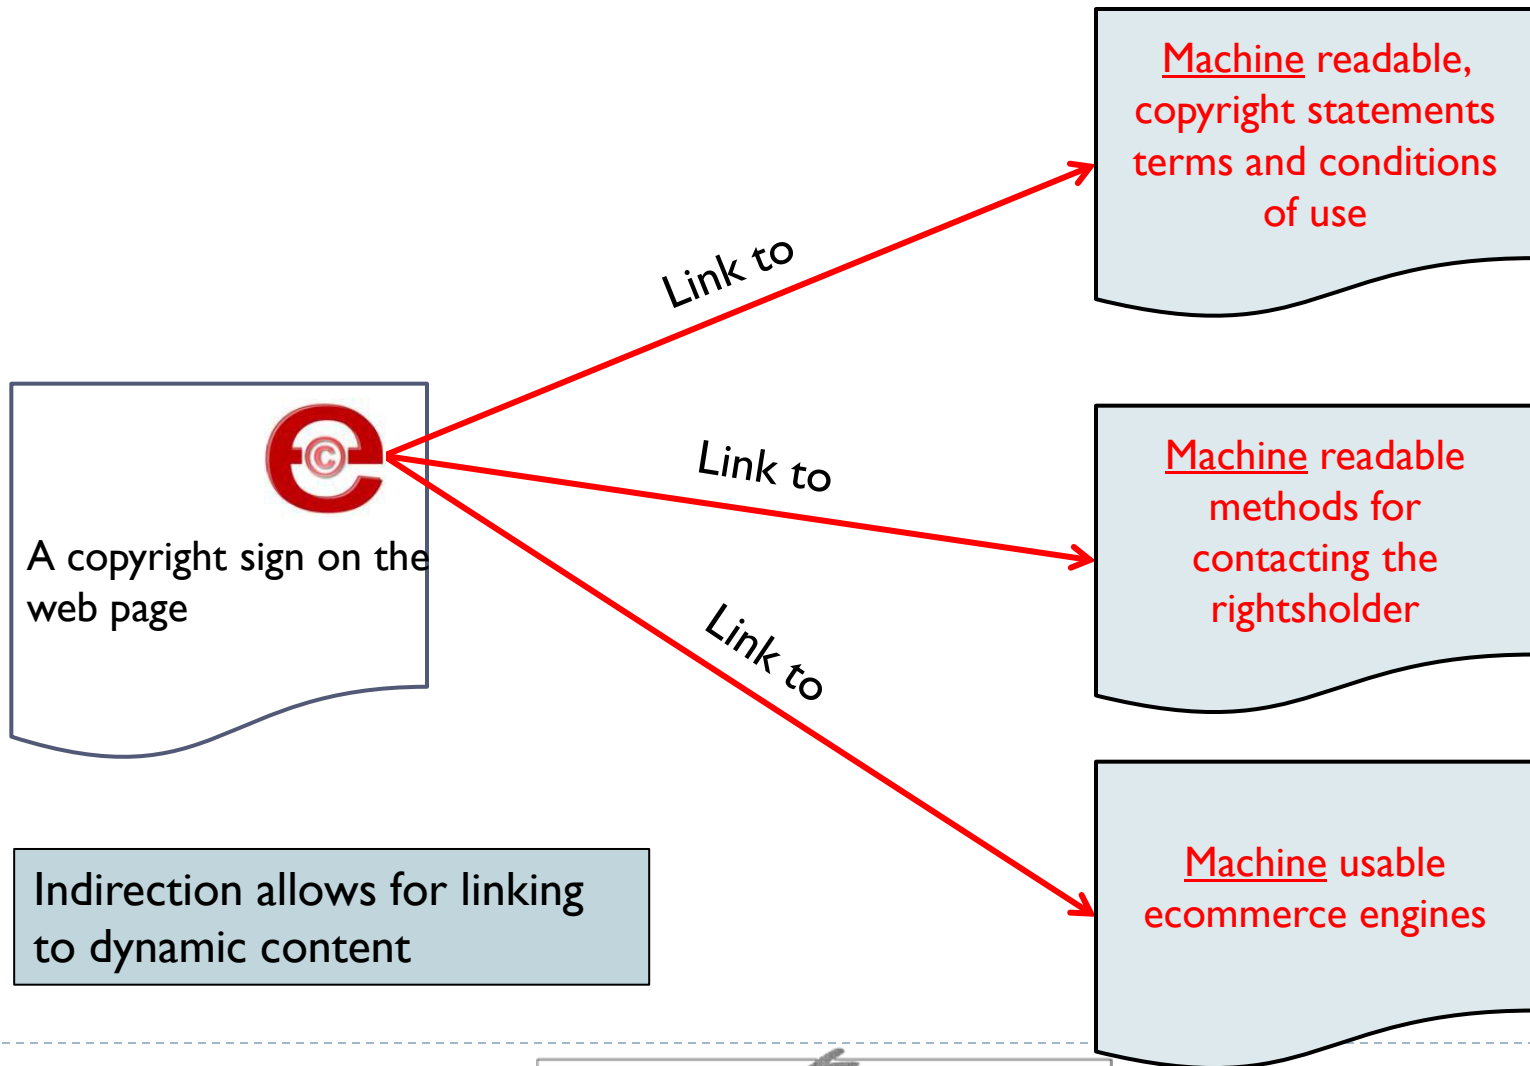 Machine readable,
copyright statements
terms and conditions
of use
Link to
e ©
A copyright sign on the
web page
Link to
Machine readable
methods for
contacting the
rightsholder
Link to
Indirection allows for linking
to dynamic content
Machine usable
ecommerce engines